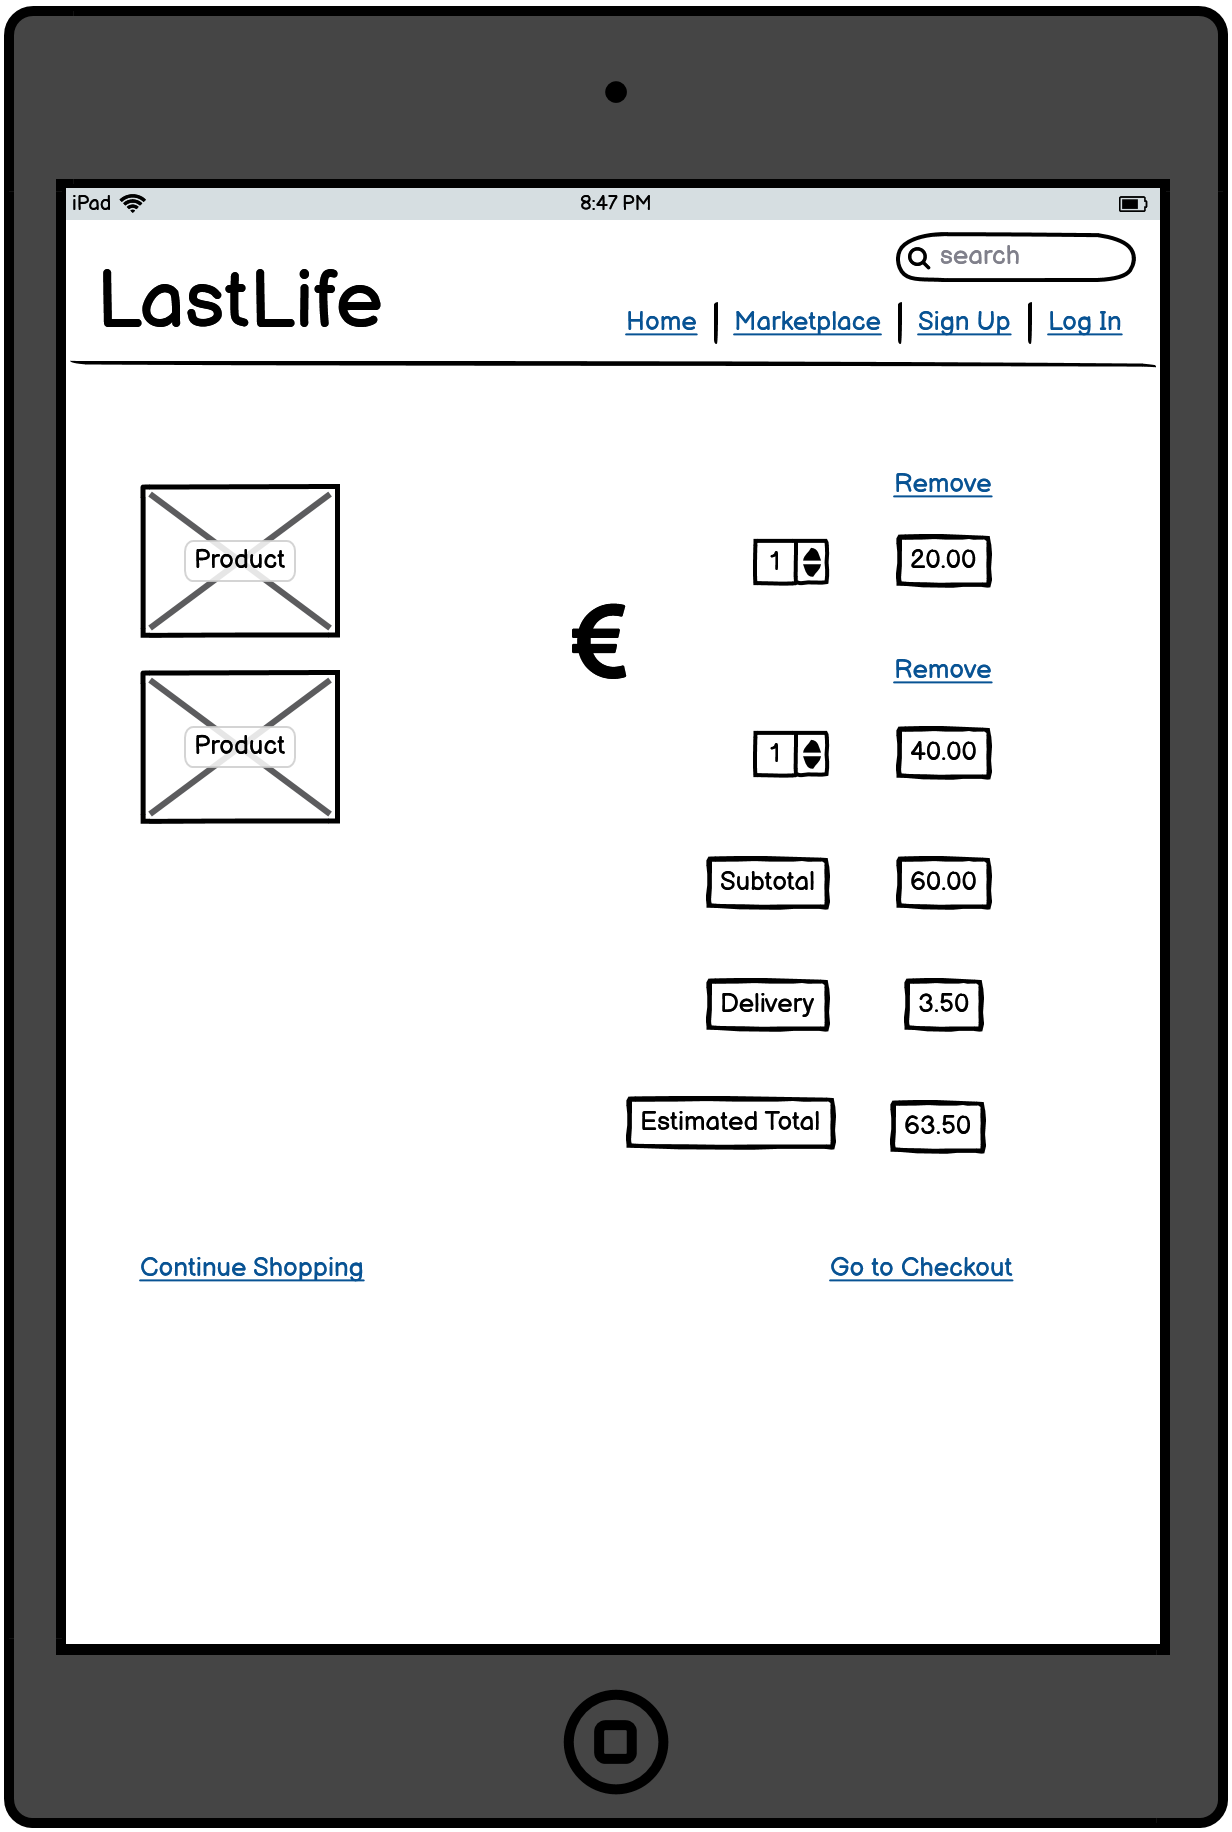 iPad 8:47 PM
search
LastLife
Home Marketplace Sign Up Log In
Remove
Product 1 20.00
€
Remove
Product 1 40.00
Subtotal 60.00
Delivery 3.50
Estimated Total 63.50
Continue Shopping Go to Checkout